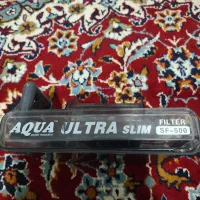 AQUA ULTRA SLIM FILTER
SF-500